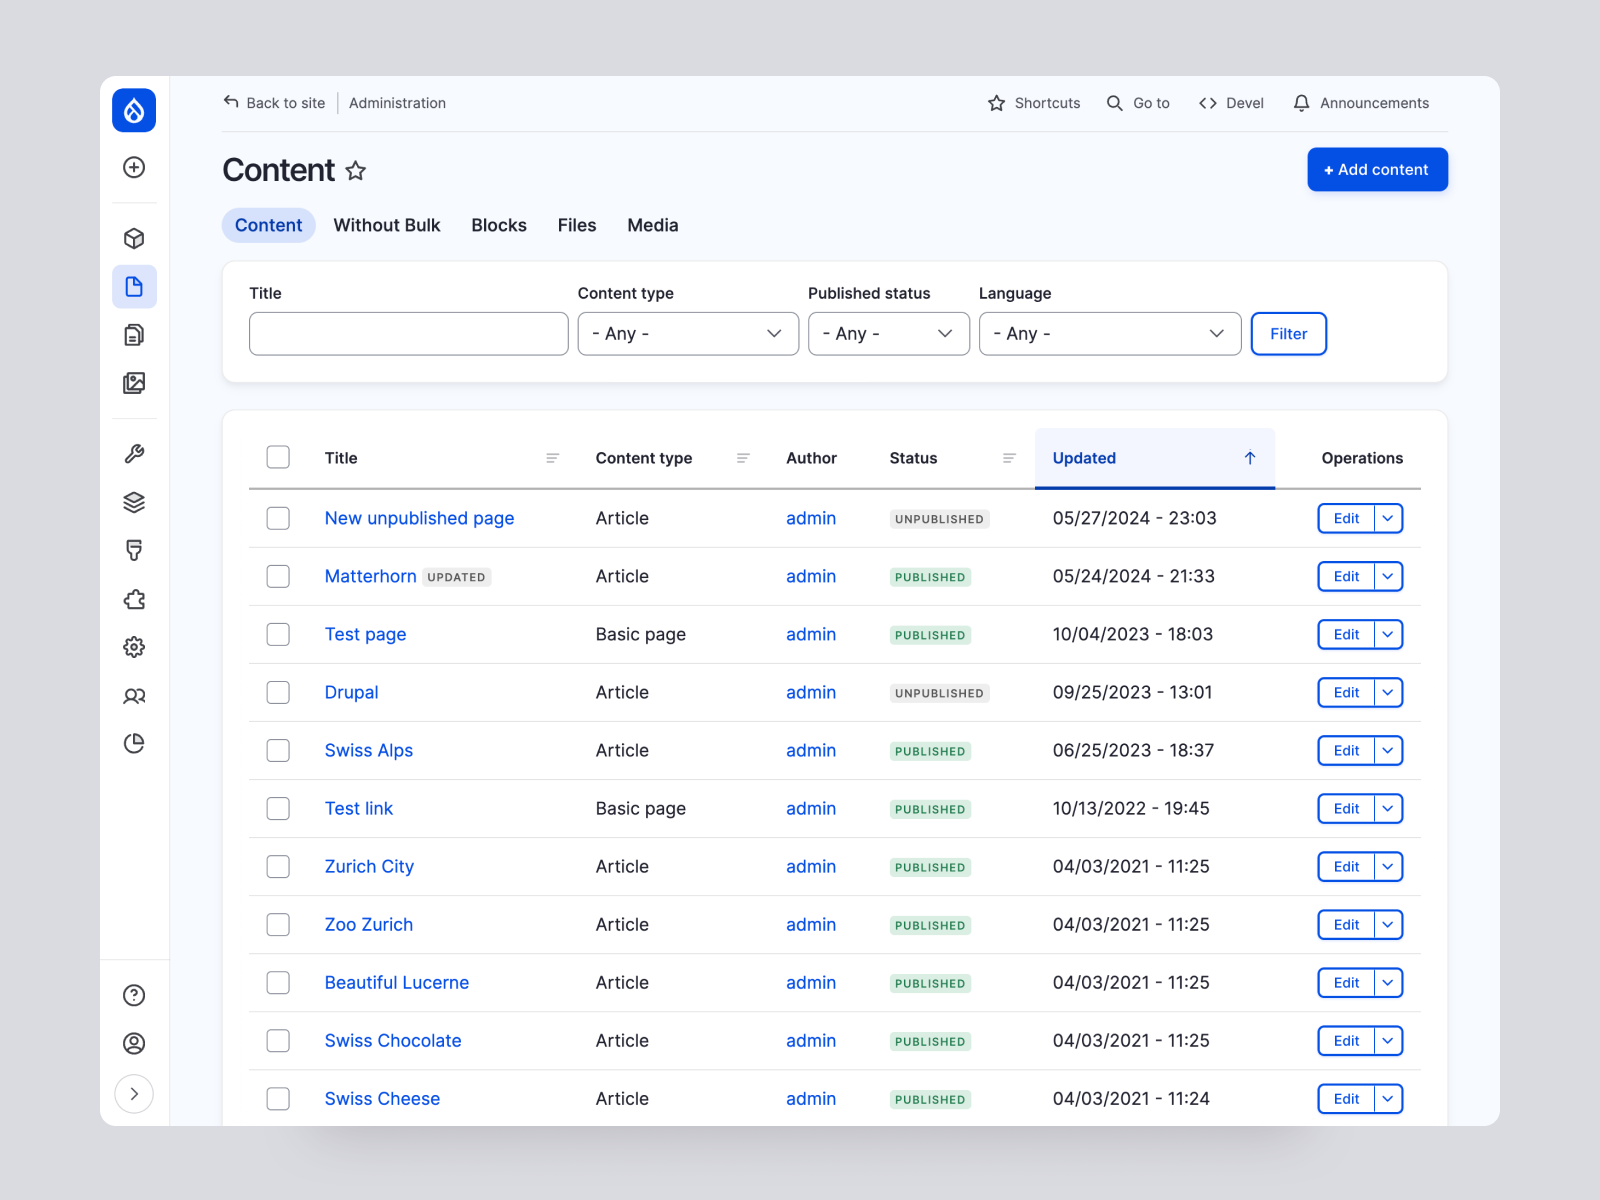 Back to site Administration Shortcuts Go to Devel Announcements
Content + Add content
Content Without Bulk Blocks Files Media
Title Content type Published status Language
- Any - - Any - - Any - Filter
Title Content type Author Status Updated Operations
New unpublished page Article admin UNPUBLISHED 05/27/2024 - 23:03 Edit
Matterhorn UPDATED Article admin PUBLISHED 05/24/2024 - 21:33 Edit
Test page Basic page admin PUBLISHED 10/04/2023 - 18:03 Edit
Drupal Article admin UNPUBLISHED 09/25/2023 - 13:01 Edit
Swiss Alps Article admin PUBLISHED 06/25/2023 - 18:37 Edit
Test link Basic page admin PUBLISHED 10/13/2022 - 19:45 Edit
Zurich City Article admin PUBLISHED 04/03/2021 - 11:25 Edit
Zoo Zurich Article admin PUBLISHED 04/03/2021 - 11:25 Edit
Beautiful Lucerne Article admin PUBLISHED 04/03/2021 - 11:25 Edit
Swiss Chocolate Article admin PUBLISHED 04/03/2021 - 11:25 Edit
Swiss Cheese Article admin PUBLISHED 04/03/2021 - 11:24 Edit